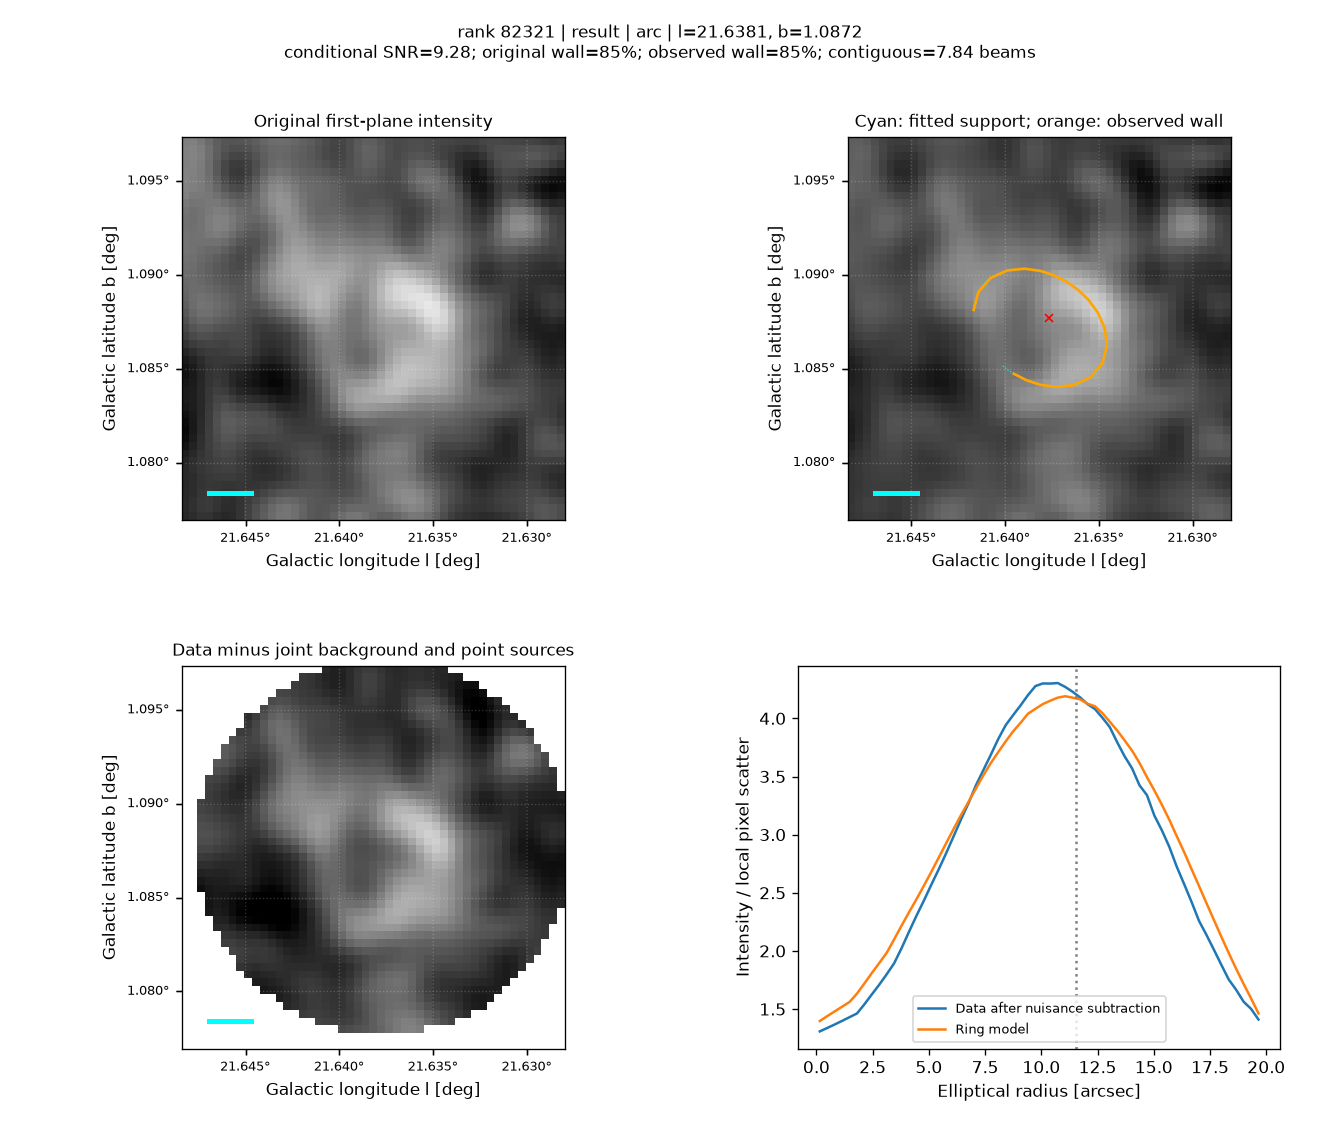 rank 82321 | result | arc | l=21.6381, b=1.0872
conditional SNR=9.28; original wall=85%; observed wall=85%; contiguous=7.84 beams
Original first-plane intensity
1.095°
1.090°
1.085°
1.080°
Galactic latitude b [deg]
21.645°
21.640°
21.635°
21.630°
Galactic longitude l [deg]
Cyan: fitted support; orange: observed wall
1.095°
1.090°
1.085°
1.080°
Galactic latitude b [deg]
21.645°
21.640°
21.635°
21.630°
Galactic longitude l [deg]
Data minus joint background and point sources
1.095°
1.090°
1.085°
1.080°
Galactic latitude b [deg]
21.645°
21.640°
21.635°
21.630°
Galactic longitude l [deg]
4.0
3.5
3.0
2.5
2.0
1.5
Intensity / local pixel scatter
Data after nuisance subtraction
Ring model
0.0
2.5
5.0
7.5
10.0
12.5
15.0
17.5
20.0
Elliptical radius [arcsec]